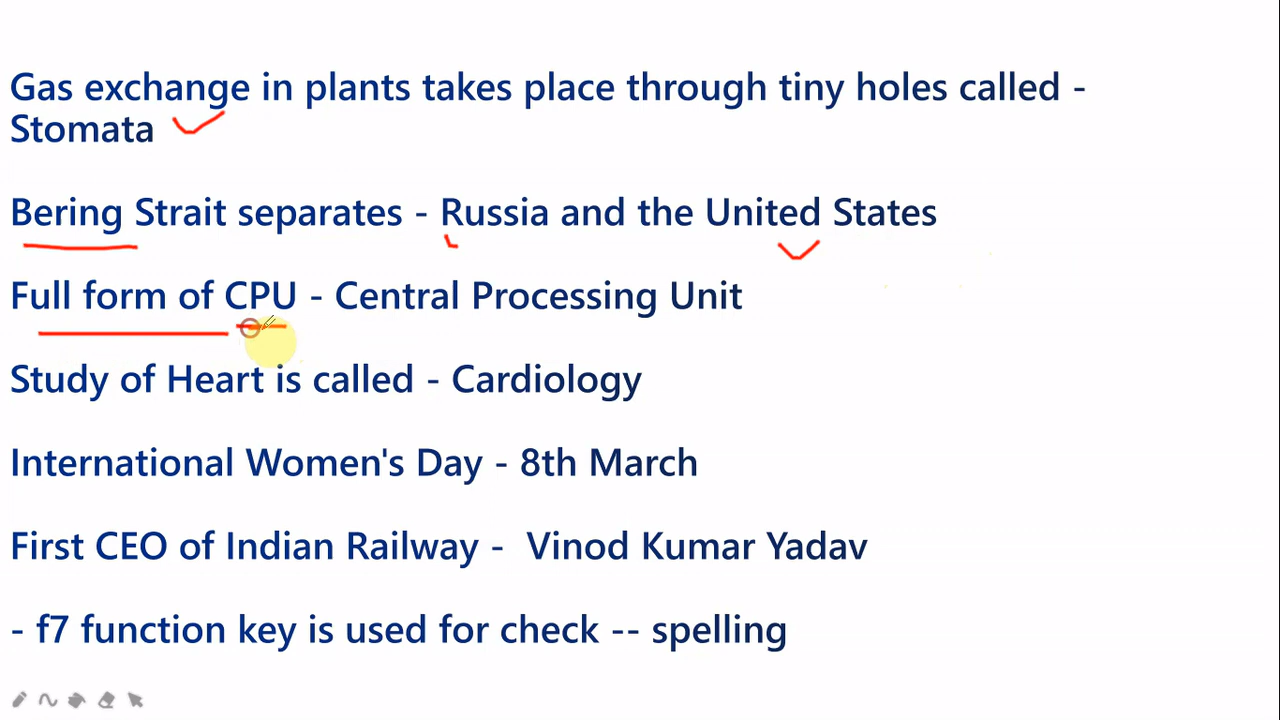 Gas exchange in plants takes place through tiny holes called -
Stomata
Bering Strait separates - Russia and the United States
Full form of CPU - Central Processing Unit
Study of Heart is called - Cardiology
International Women's Day - 8th March
First CEO of Indian Railway -  Vinod Kumar Yadav
- f7 function key is used for check -- spelling